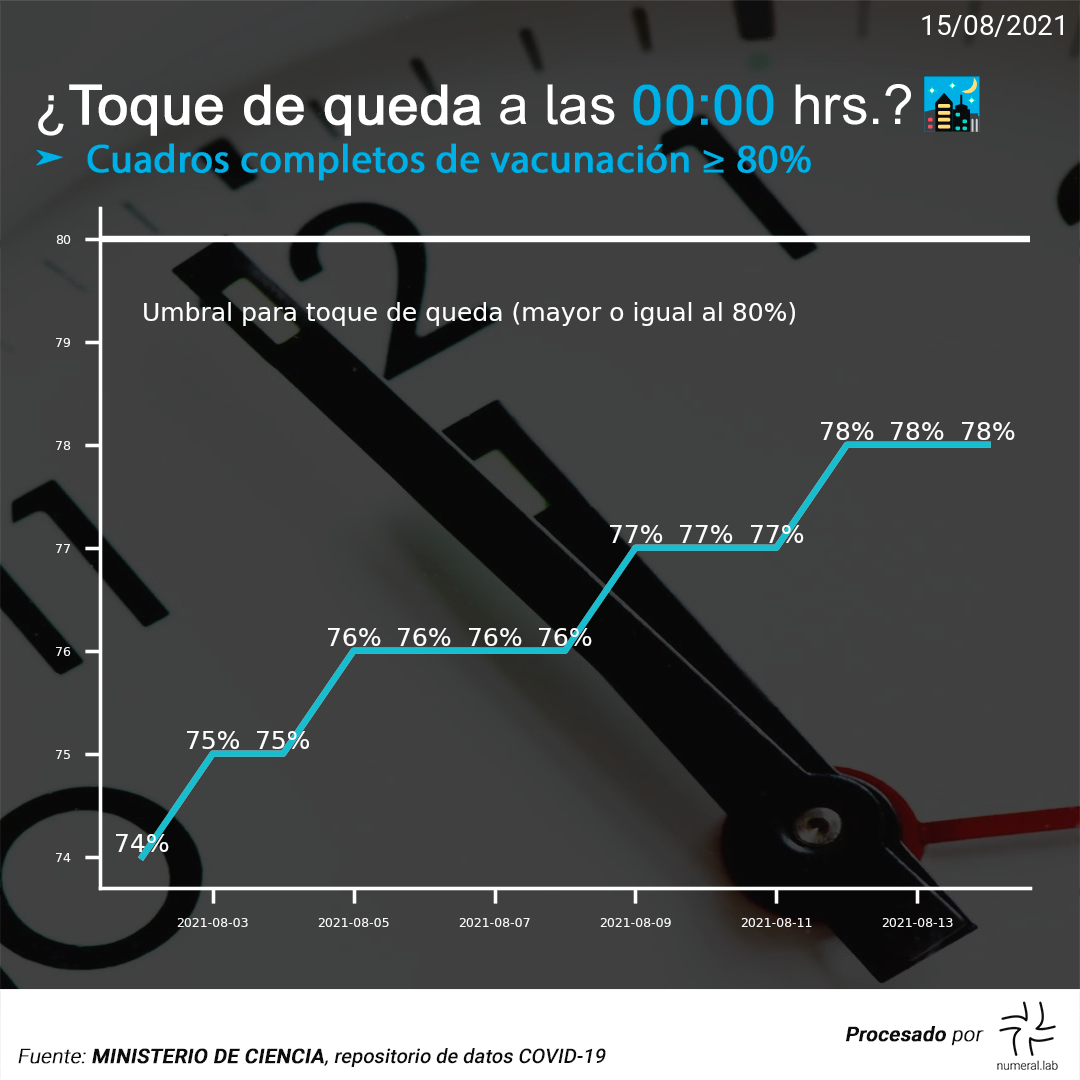 15/08/2021
¿Toque de queda a las 00:00 hrs.?
➤ Cuadros completos de vacunación ≥ 80%
80
Umbral para toque de queda (mayor o igual al 80%)
79
78
78% 78% 78%
77
77% 77% 77%
76
76% 76% 76% 76%
75
75% 75%
74
74%
2021-08-03 2021-08-05 2021-08-07 2021-08-09 2021-08-11 2021-08-13
Fuente: MINISTERIO DE CIENCIA, repositorio de datos COVID-19
Procesado por
numeral.lab